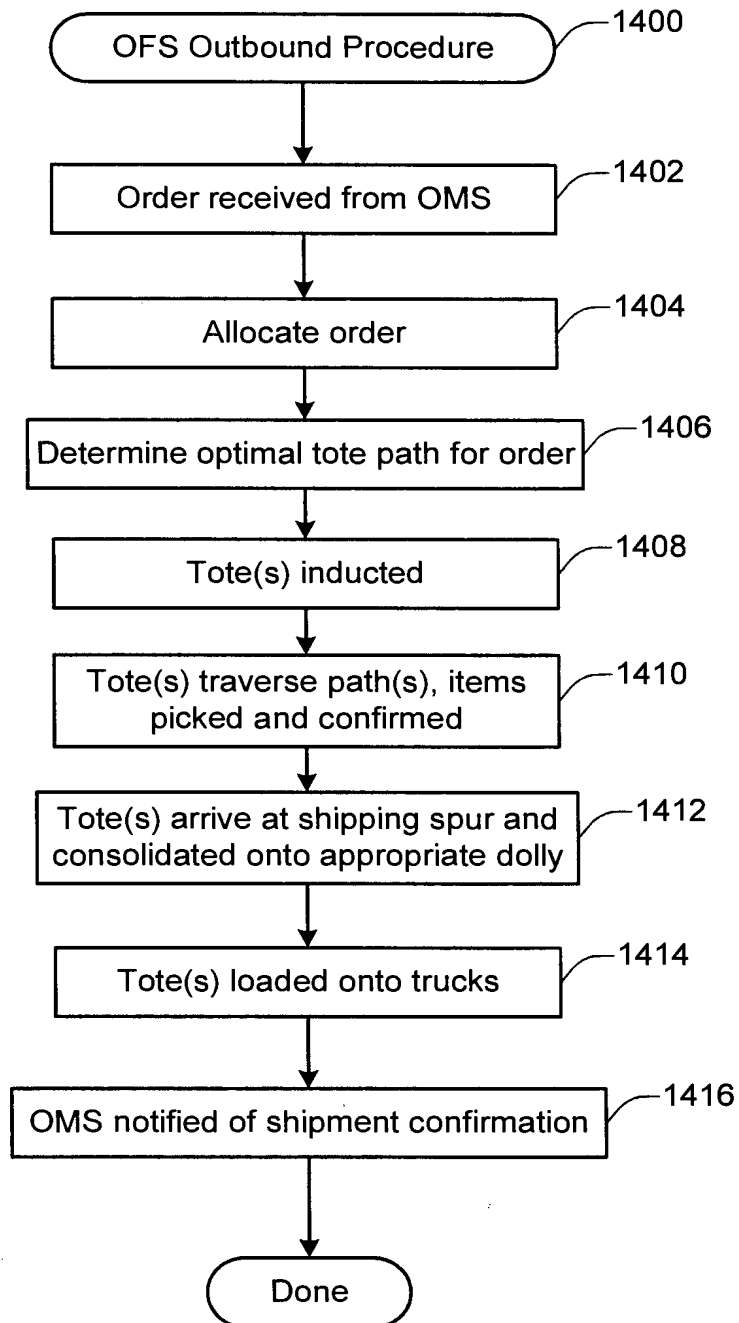 OFS Outbound Procedure
1400
Order received from OMS
1402
Allocate order
1404
Determine optimal tote path for order
1406
Tote(s) inducted
1408
Tote(s) traverse path(s), items
picked and confirmed
1410
Tote(s) arrive at shipping spur and
consolidated onto appropriate dolly
1412
Tote(s) loaded onto trucks
1414
OMS notified of shipment confirmation
1416
Done